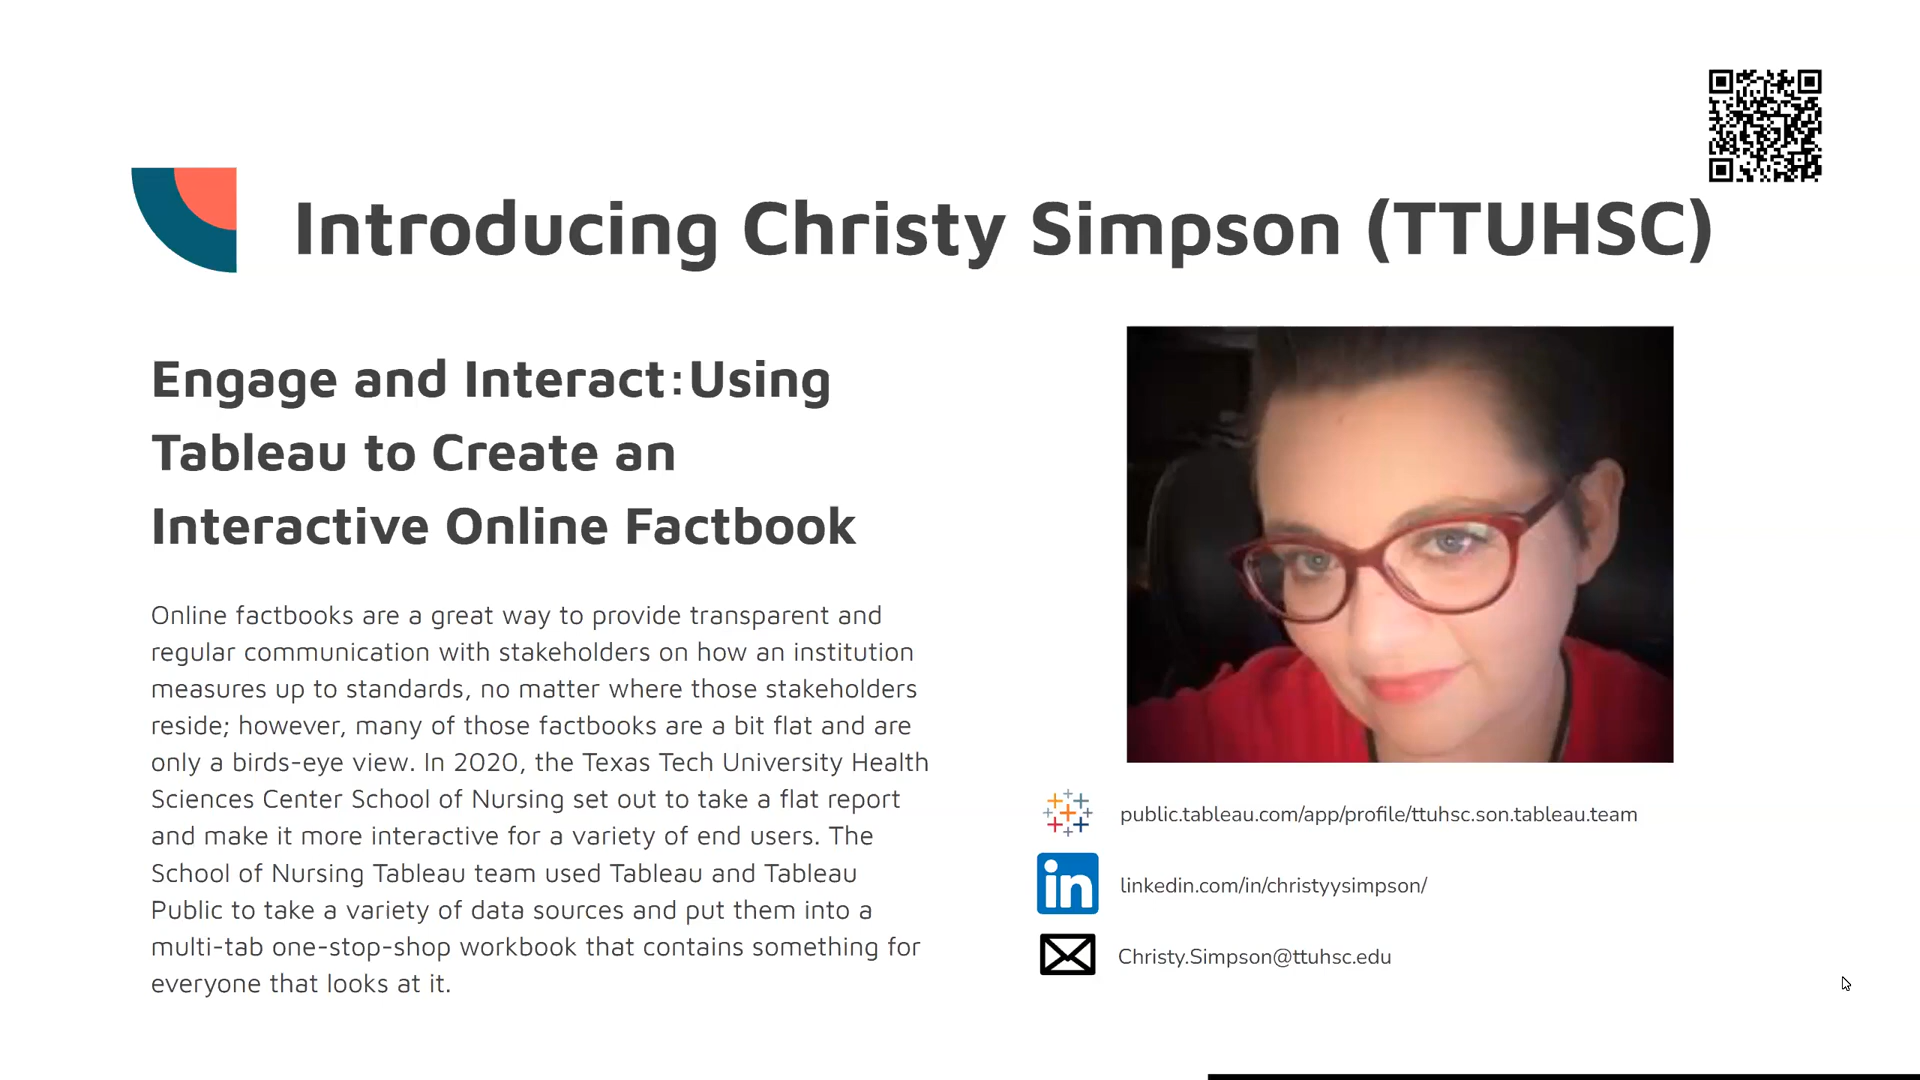 Introducing Christy Simpson (TTUHSC)
Engage and Interact:Using
Tableau to Create an
Interactive Online Factbook
Online factbooks are a great way to provide transparent and
regular communication with stakeholders on how an institution
measures up to standards, no matter where those stakeholders
reside; however, many of those factbooks are a bit flat and are
only a birds-eye view. In 2020, the Texas Tech University Health
Sciences Center School of Nursing set out to take a flat report
and make it more interactive for a variety of end users. The
School of Nursing Tableau team used Tableau and Tableau
Public to take a variety of data sources and put them into a
multi-tab one-stop-shop workbook that contains something for
everyone that looks at it.
public.tableau.com/app/profile/ttuhsc.son.tableau.team
in
linkedin.com/in/christyysimpson/
Christy.Simpson@ttuhsc.edu